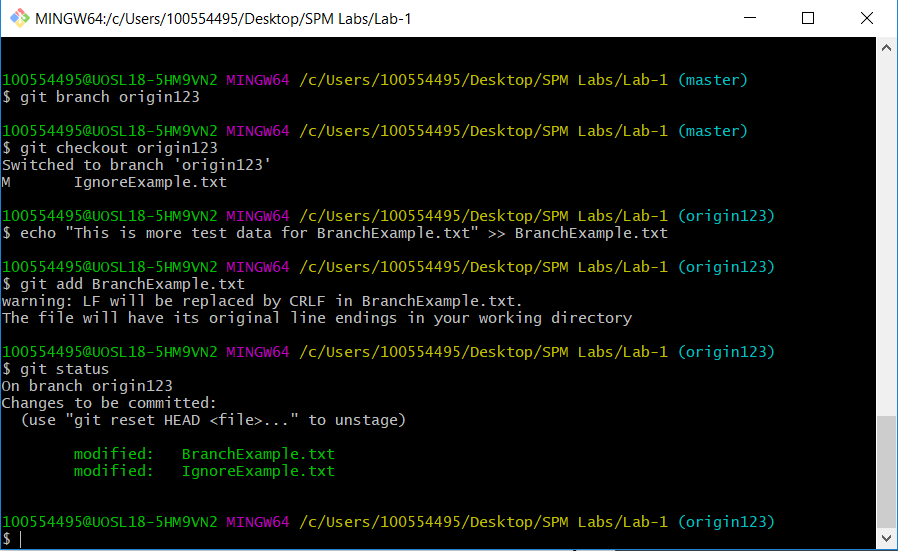 MINGW64:/c/Users/100554495/Desktop/SPM Labs/Lab-1
100554495@UOSL18-5HM9VN2 MINGW64 /c/Users/100554495/Desktop/SPM Labs/Lab-1 (master)
$ git branch origin123
100554495@UOSL18-5HM9VN2 MINGW64 /c/Users/100554495/Desktop/SPM Labs/Lab-1 (master)
$ git checkout origin123
Switched to branch 'origin123'
M       IgnoreExample.txt
100554495@UOSL18-5HM9VN2 MINGW64 /c/Users/100554495/Desktop/SPM Labs/Lab-1 (origin123)
$ echo "This is more test data for BranchExample.txt" >> BranchExample.txt
100554495@UOSL18-5HM9VN2 MINGW64 /c/Users/100554495/Desktop/SPM Labs/Lab-1 (origin123)
$ git add BranchExample.txt
warning: LF will be replaced by CRLF in BranchExample.txt.
The file will have its original line endings in your working directory
100554495@UOSL18-5HM9VN2 MINGW64 /c/Users/100554495/Desktop/SPM Labs/Lab-1 (origin123)
$ git status
On branch origin123
Changes to be committed:
  (use "git reset HEAD <file>..." to unstage)
        modified:   BranchExample.txt
        modified:   IgnoreExample.txt
100554495@UOSL18-5HM9VN2 MINGW64 /c/Users/100554495/Desktop/SPM Labs/Lab-1 (origin123)
$